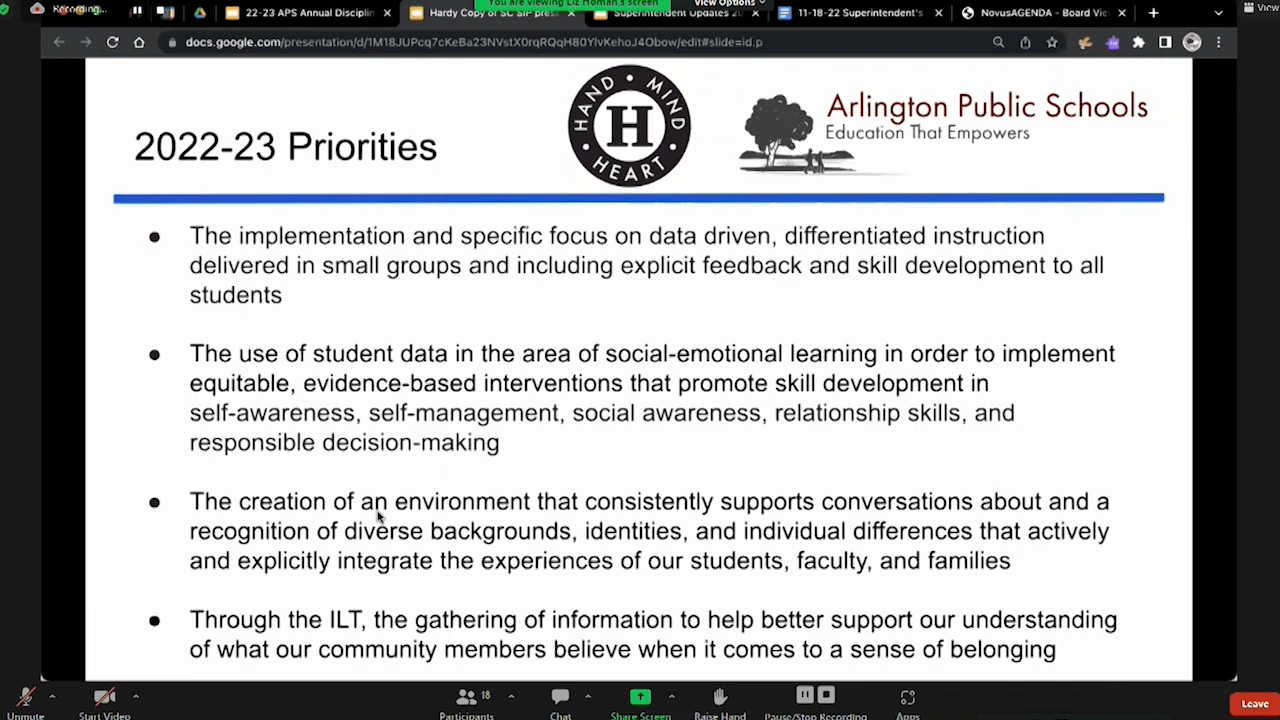 Recording...
22-23 APS Annual Disciplin
Hardy Copy of SC SIP pres
Superintendent Updates 20
11-18-22 Superintendent's
NovusAGENDA - Board Vie
You are viewing Liz Homan's screen
View Options
View
docs.google.com/presentation/d/1M18JUPcq7cKeBa23NVstX0rqRQqH80YlvKehoJ4Obow/edit#slide=id.p
HAND • MIND • HEART •
H
Arlington Public Schools
Education That Empowers
2022-23 Priorities
● The implementation and specific focus on data driven, differentiated instruction
delivered in small groups and including explicit feedback and skill development to all
students
● The use of student data in the area of social-emotional learning in order to implement
equitable, evidence-based interventions that promote skill development in
self-awareness, self-management, social awareness, relationship skills, and
responsible decision-making
● The creation of an environment that consistently supports conversations about and a
recognition of diverse backgrounds, identities, and individual differences that actively
and explicitly integrate the experiences of our students, faculty, and families
● Through the ILT, the gathering of information to help better support our understanding
of what our community members believe when it comes to a sense of belonging
Unmute
Start Video
18
Participants
Chat
Share Screen
Raise Hand
Pause/Stop Recording
Apps
Leave